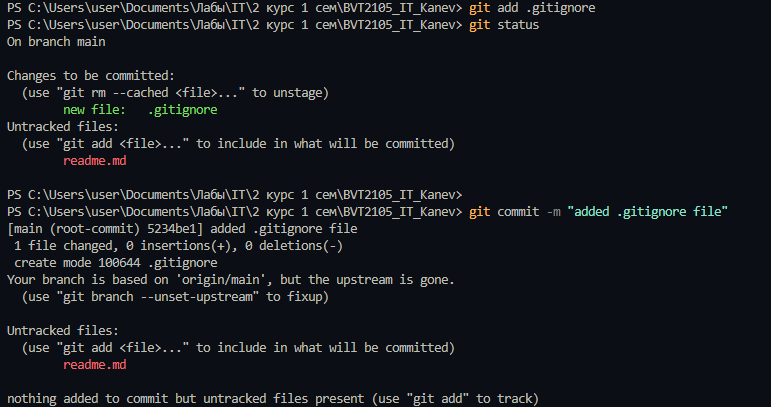 PS C:\Users\user\Documents\Лабы\IT\2 курс 1 сем\BVT2105_IT_Kanev> git add .gitignore
PS C:\Users\user\Documents\Лабы\IT\2 курс 1 сем\BVT2105_IT_Kanev> git status
On branch main
Changes to be committed:
(use "git rm --cached <file>..." to unstage)
new file: .gitignore
Untracked files:
(use "git add <file>..." to include in what will be committed)
readme.md
PS C:\Users\user\Documents\Лабы\IT\2 курс 1 сем\BVT2105_IT_Kanev>
PS C:\Users\user\Documents\Лабы\IT\2 курс 1 сем\BVT2105_IT_Kanev> git commit -m "added .gitignore file"
[main (root-commit) 5234be1] added .gitignore file
1 file changed, 0 insertions(+), 0 deletions(-)
create mode 100644 .gitignore
Your branch is based on 'origin/main', but the upstream is gone.
(use "git branch --unset-upstream" to fixup)
Untracked files:
(use "git add <file>..." to include in what will be committed)
readme.md
nothing added to commit but untracked files present (use "git add" to track)